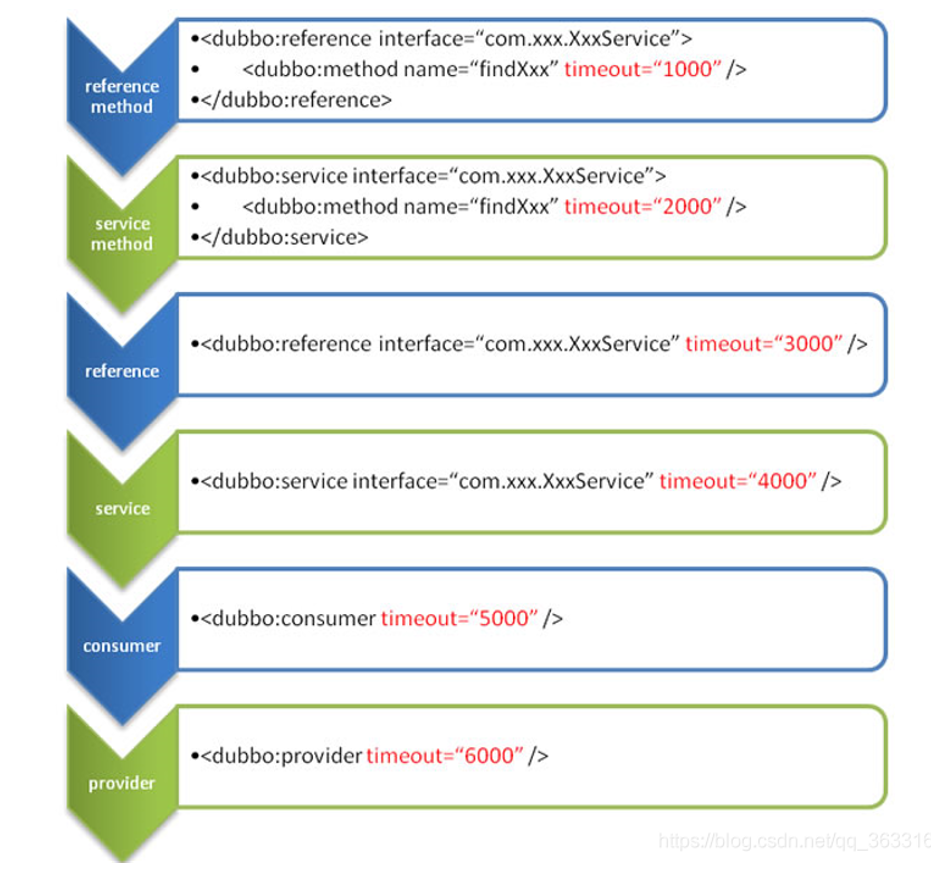 reference
method
•<dubbo:reference interface=“com.xxx.XxxService”>
• <dubbo:method name=“findXxx” timeout=“1000” />
•</dubbo:reference>
service
method
•<dubbo:service interface=“com.xxx.XxxService”>
• <dubbo:method name=“findXxx” timeout=“2000” />
•</dubbo:service>
reference
•<dubbo:reference interface=“com.xxx.XxxService” timeout=“3000” />
service
•<dubbo:service interface=“com.xxx.XxxService” timeout=“4000” />
consumer
•<dubbo:consumer timeout=“5000” />
provider
•<dubbo:provider timeout=“6000” />
https://blog.csdn.net/qq_363316